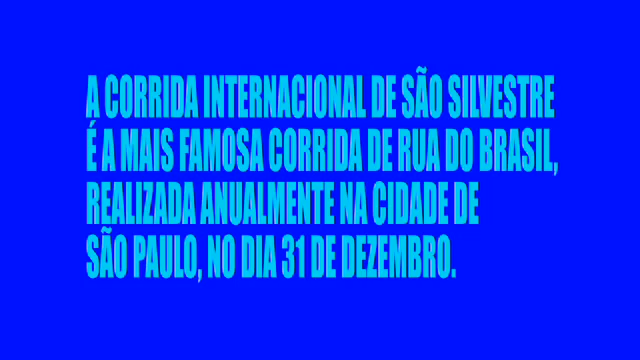 A CORRIDA INTERNACIONAL DE SÃO SILVESTRE
É A MAIS FAMOSA CORRIDA DE RUA DO BRASIL,
REALIZADA ANUALMENTE NA CIDADE DE
SÃO PAULO, NO DIA 31 DE DEZEMBRO.